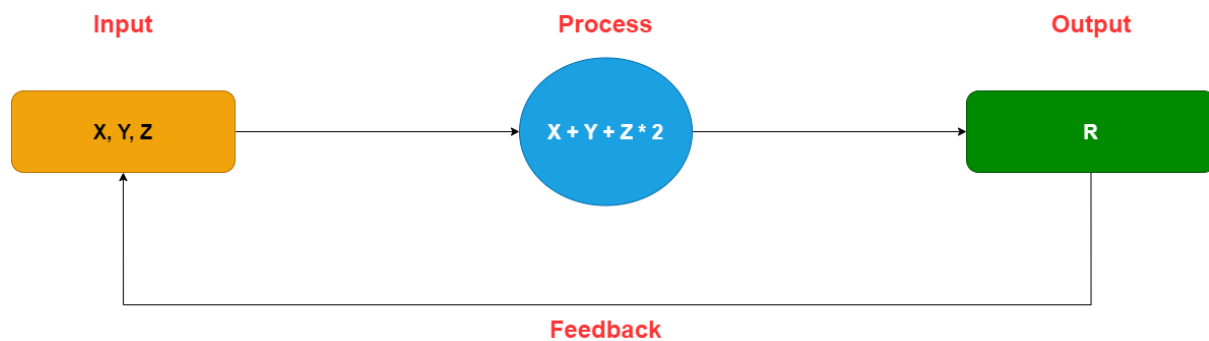 Input
Process
Output
X, Y, Z
X + Y + Z * 2
R
Feedback